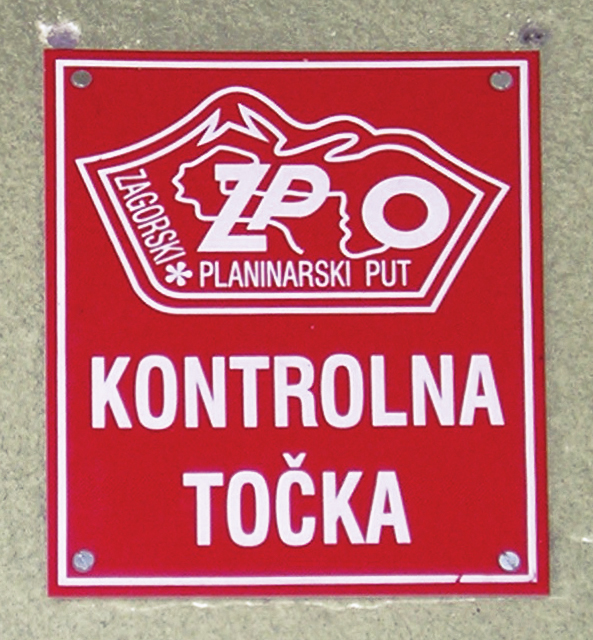 ZPO
ZAGORSKI * PLANINARSKI PUT
KONTROLNA
TOČKA